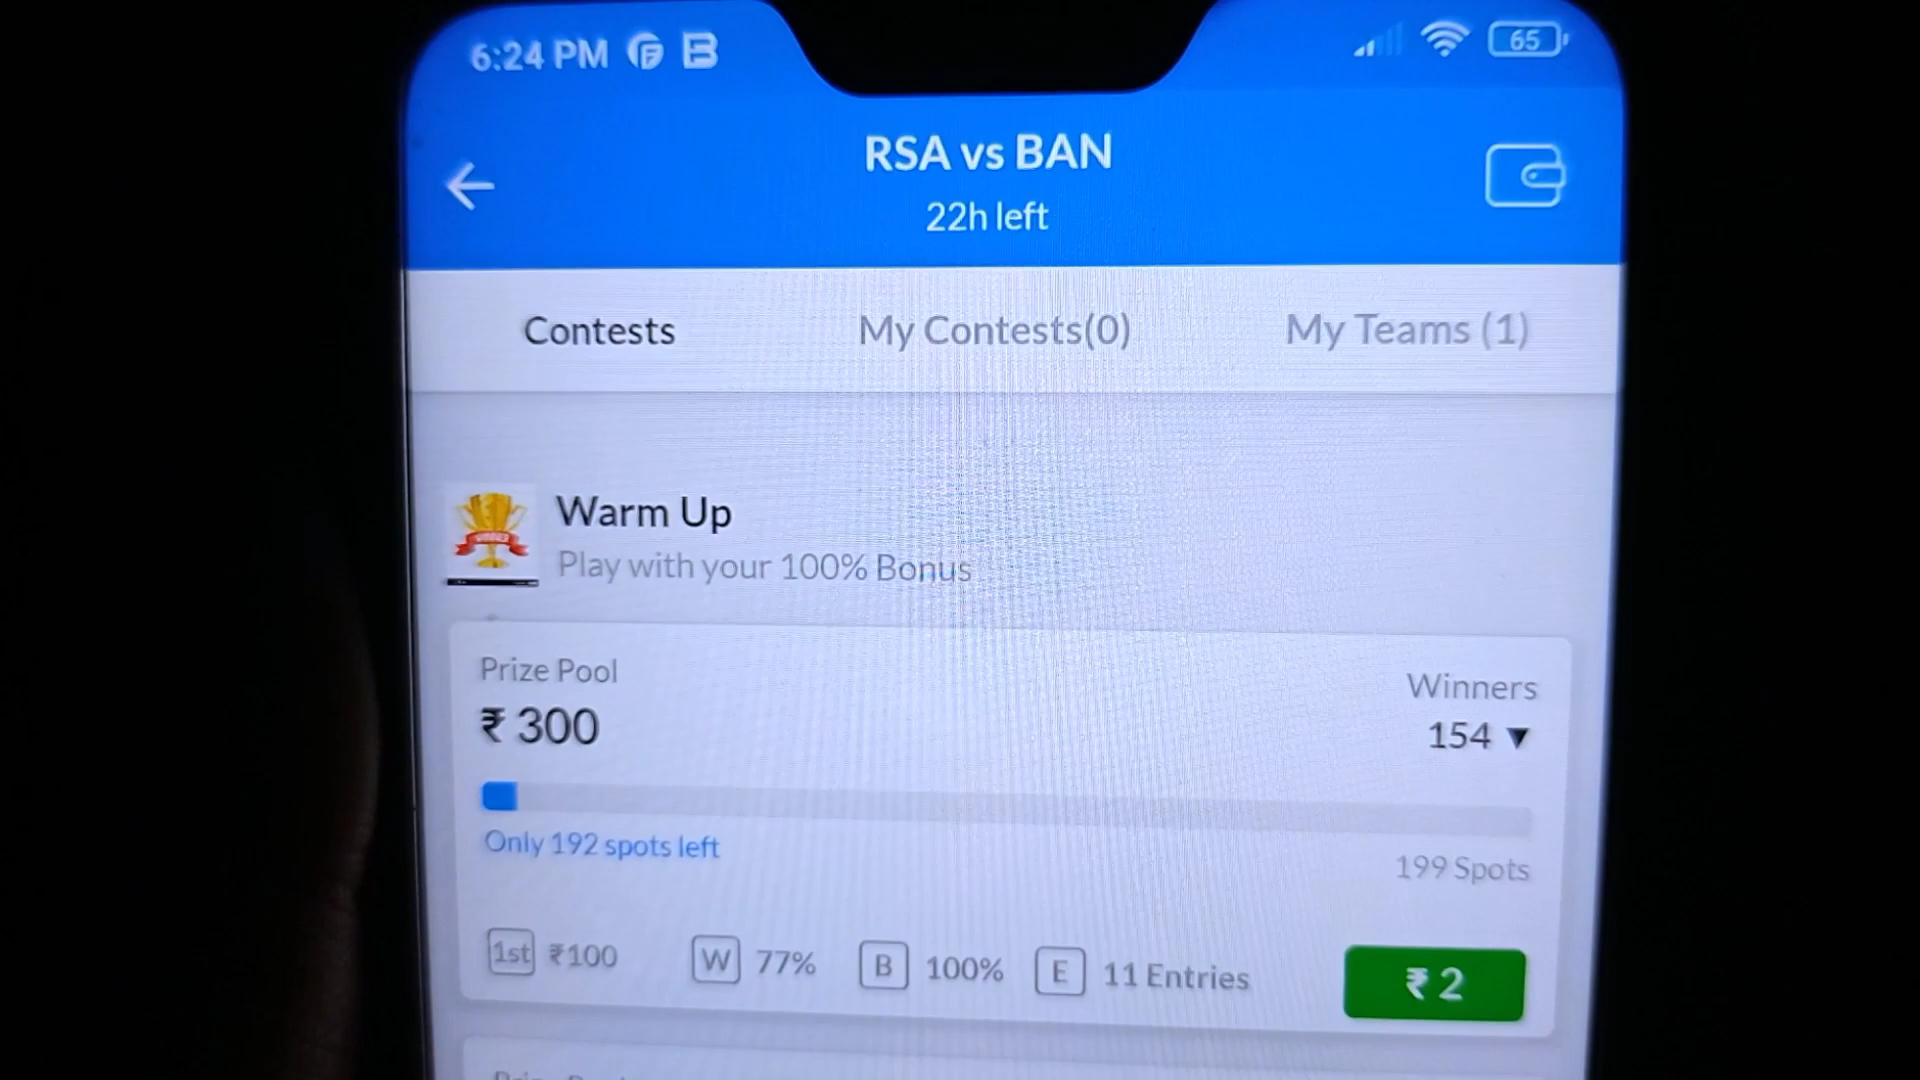 6:24 PM
65
RSA vs BAN
22h left
Contests
My Contests(0)
My Teams (1)
Warm Up
Play with your 100% Bonus
Prize Pool
₹ 300
Winners
154 ▼
Only 192 spots left
199 Spots
1st ₹100
W 77%
B 100%
E 11 Entries
₹ 2